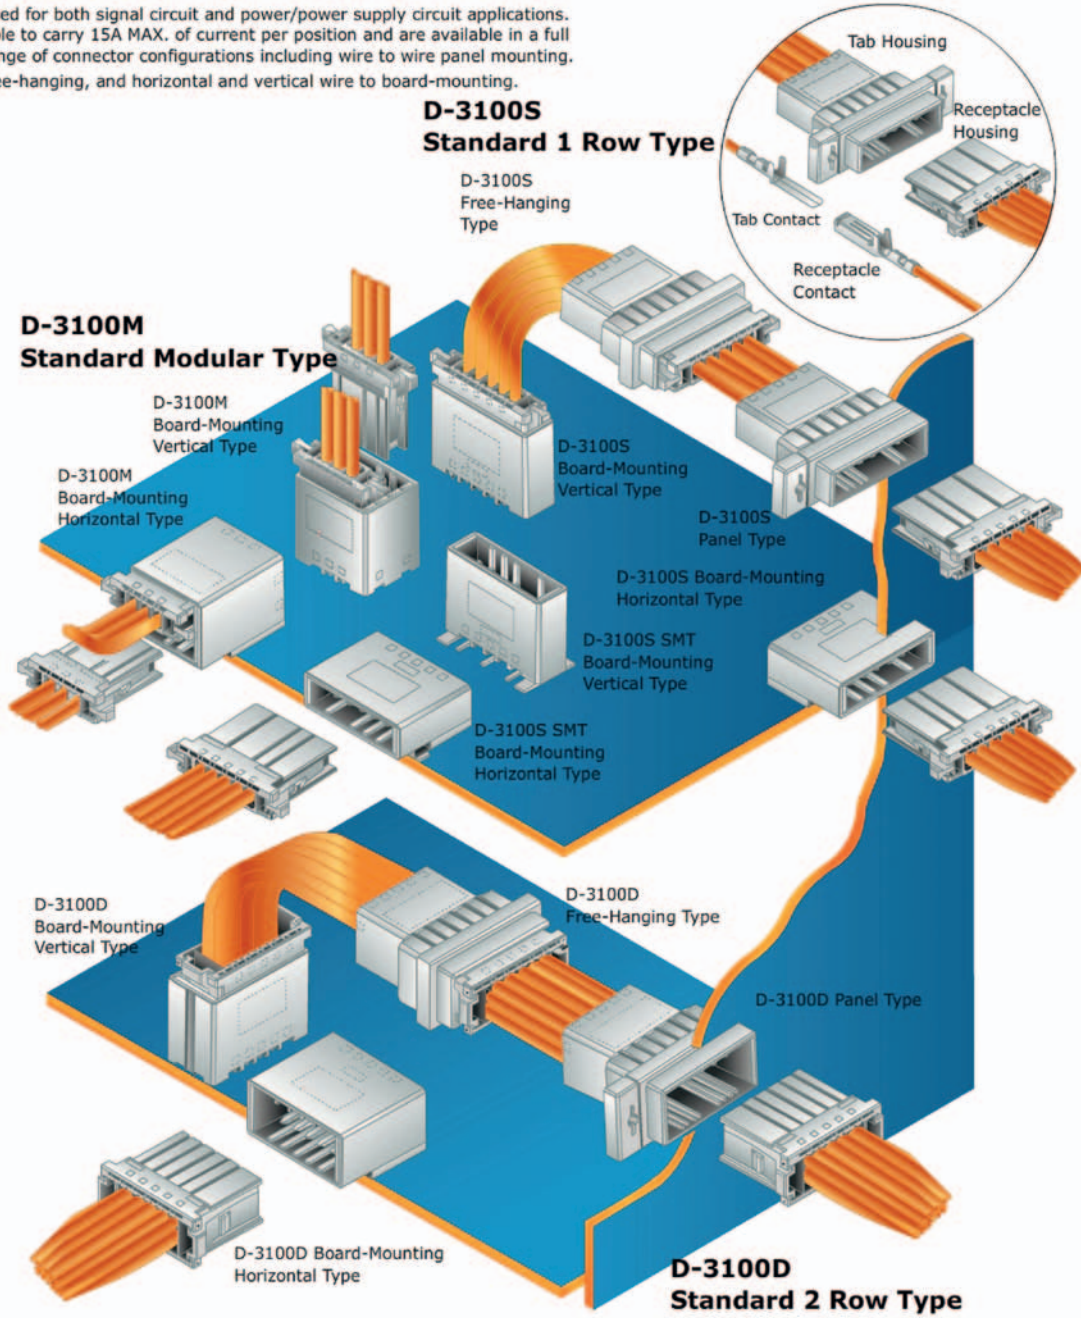 ed for both signal circuit and power/power supply circuit applications.
le to carry 15A MAX. of current per position and are available in a full
nge of connector configurations including wire to wire panel mounting.
ee-hanging, and horizontal and vertical wire to board-mounting.
D-3100S
Standard 1 Row Type
D-3100S
Free-Hanging
Type
Tab Housing
Receptacle
Housing
Tab Contact
Receptacle
Contact
D-3100M
Standard Modular Type
D-3100M
Board-Mounting
Vertical Type
D-3100M
Board-Mounting
Horizontal Type
D-3100S
Board-Mounting
Vertical Type
D-3100S
Panel Type
D-3100S Board-Mounting
Horizontal Type
D-3100S SMT
Board-Mounting
Vertical Type
D-3100S SMT
Board-Mounting
Horizontal Type
D-3100D
Board-Mounting
Vertical Type
D-3100D
Free-Hanging Type
D-3100D Panel Type
D-3100D Board-Mounting
Horizontal Type
D-3100D
Standard 2 Row Type